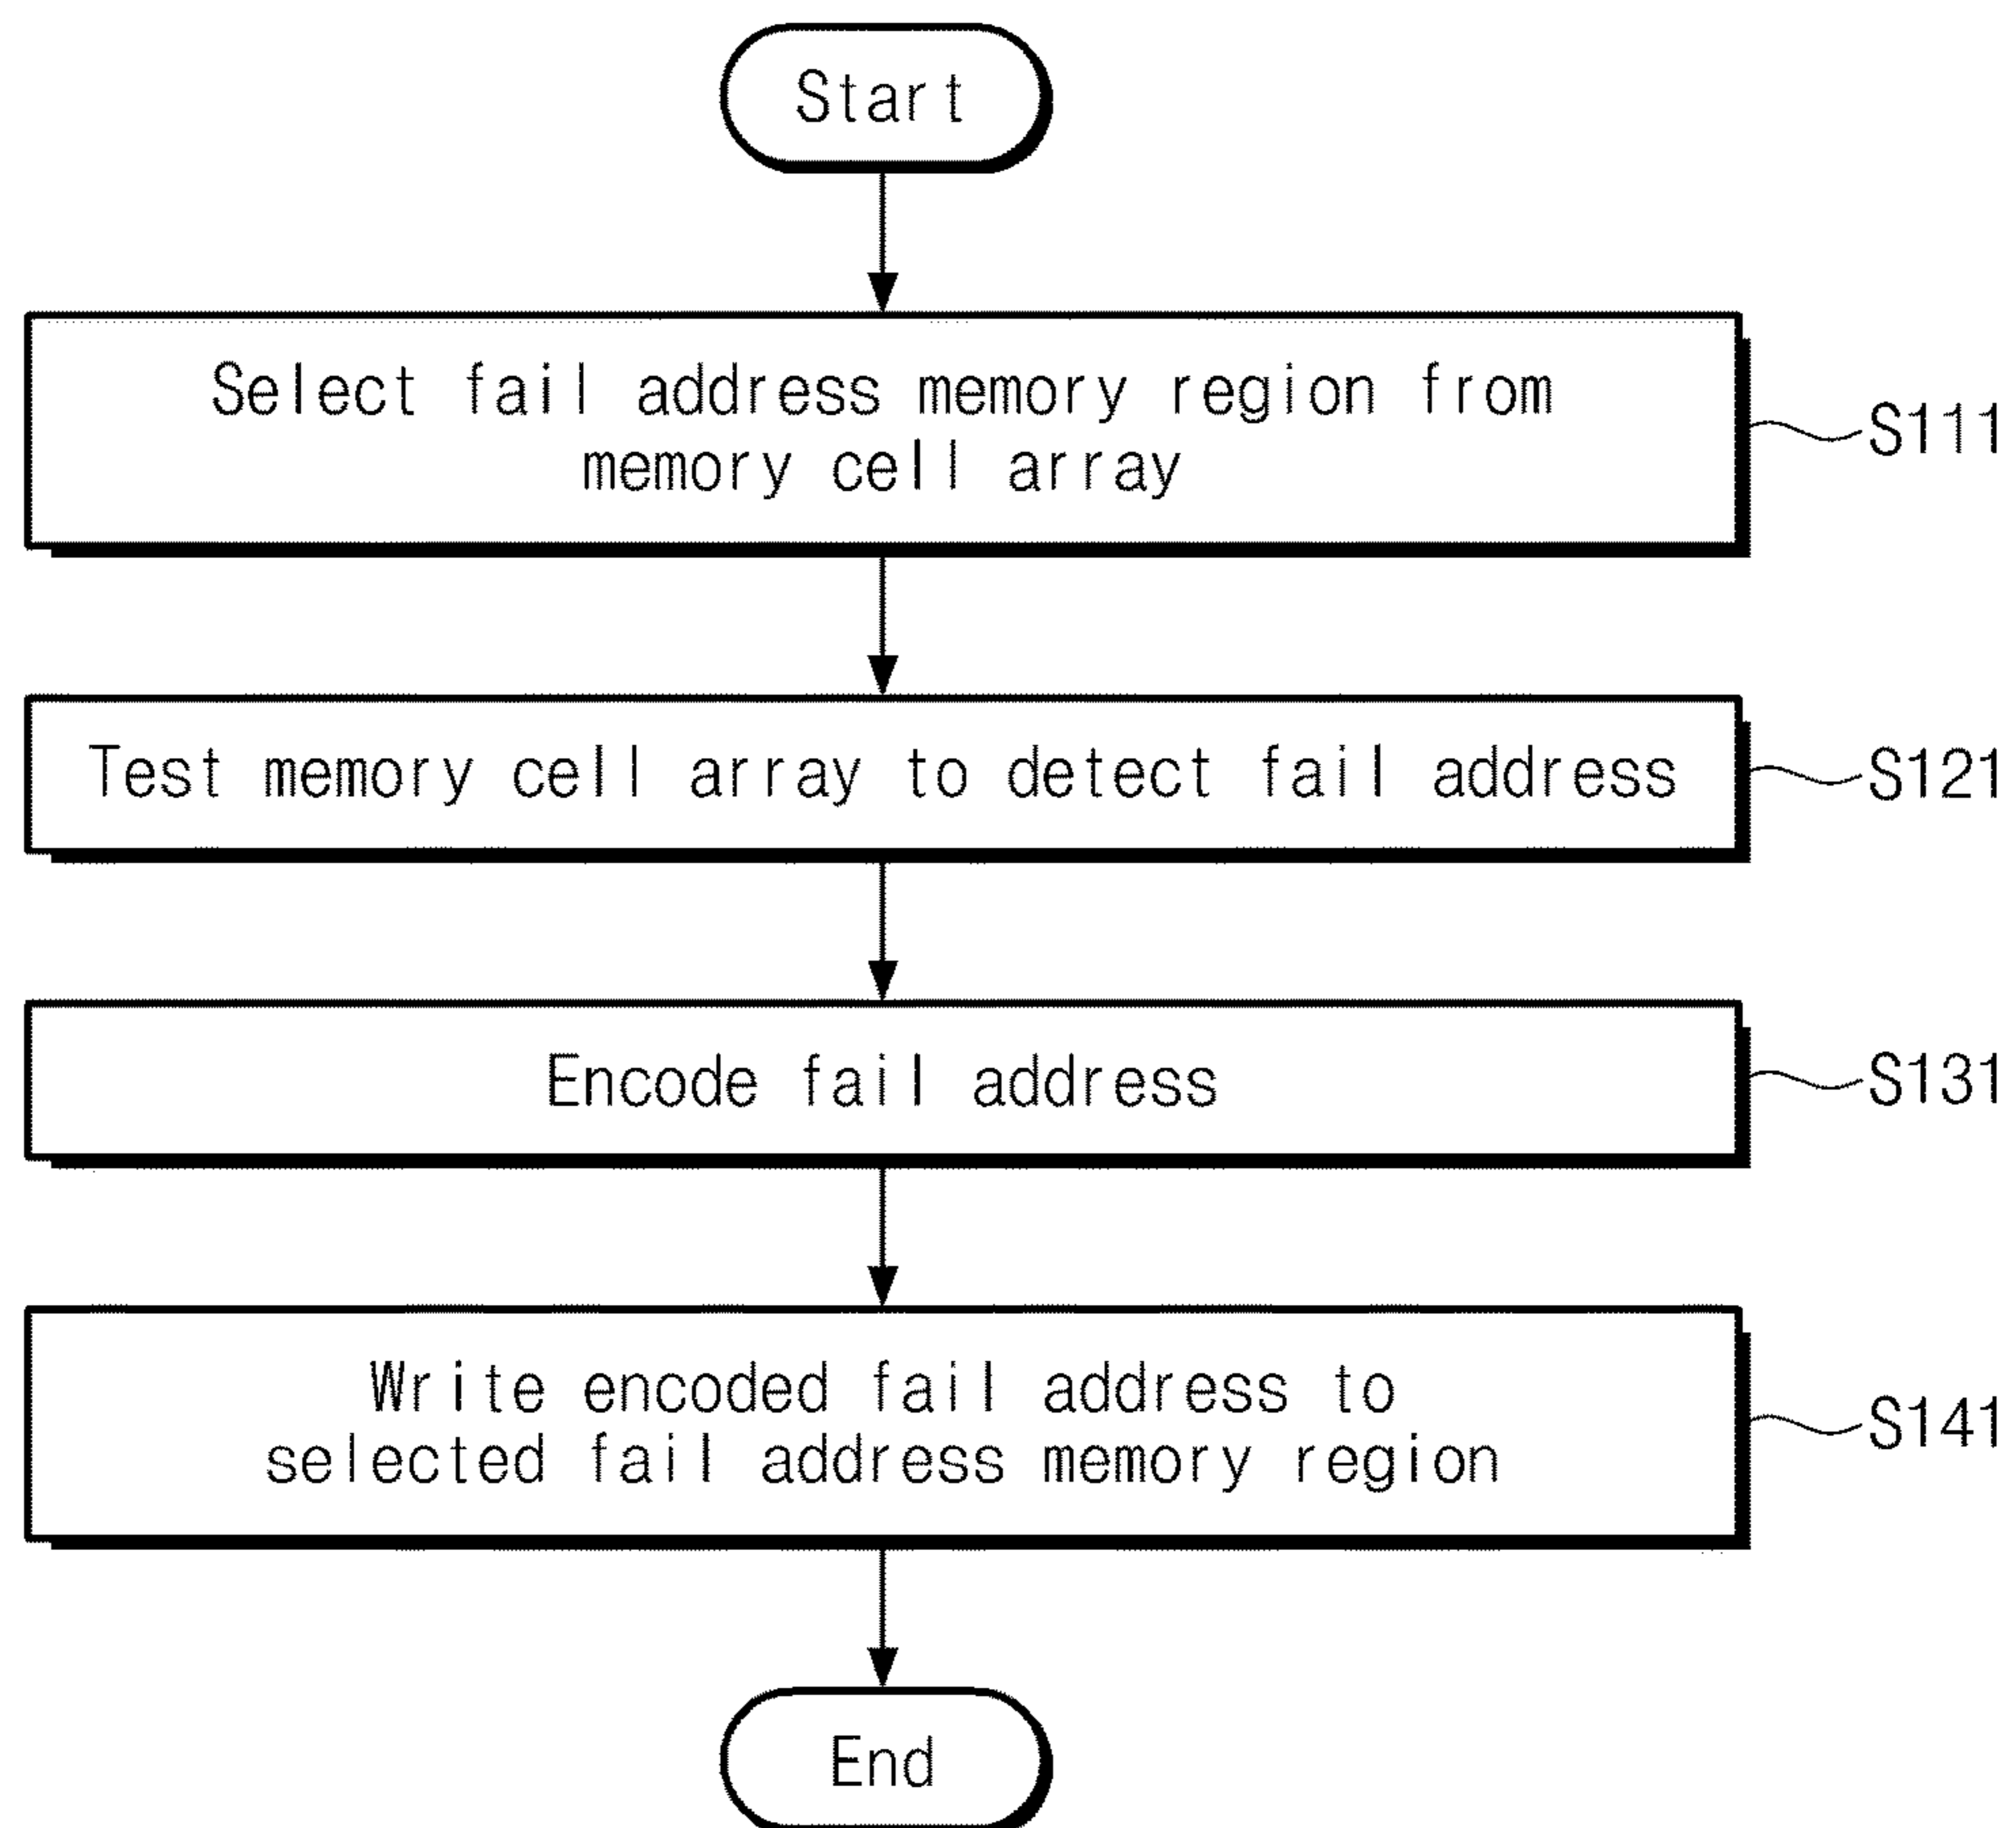 Start
Select fail address memory region from
memory cell array
S111
Test memory cell array to detect fail address
S121
Encode fail address
S131
Write encoded fail address to
selected fail address memory region
S141
End